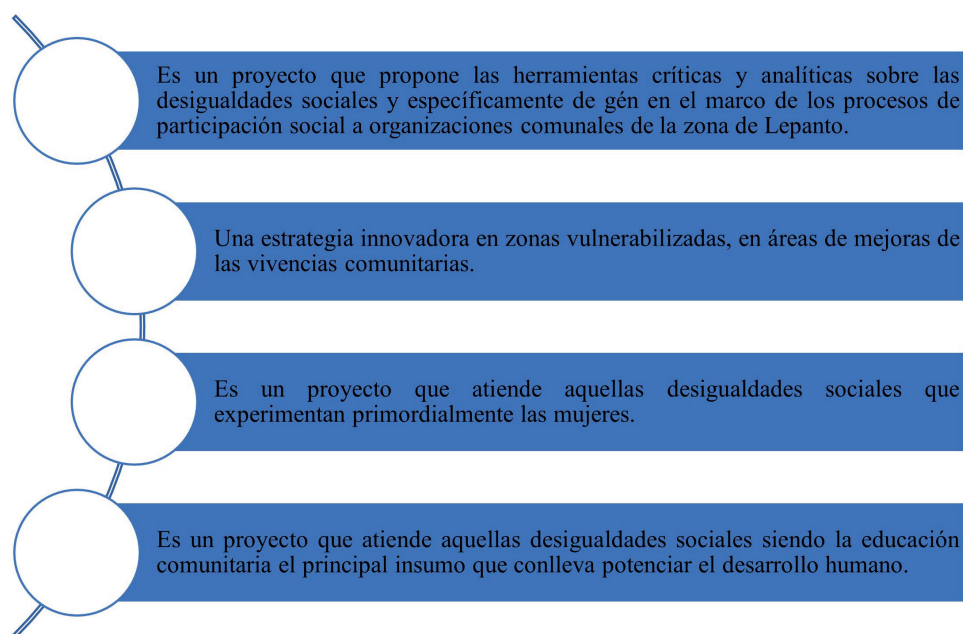 Es un proyecto que propone las herramientas críticas y analíticas sobre las
desigualdades sociales y específicamente de gén en el marco de los procesos de
participación social a organizaciones comunales de la zona de Lepanto.
Una estrategia innovadora en zonas vulnerabilizadas, en áreas de mejoras de
las vivencias comunitarias.
Es un proyecto que atiende aquellas desigualdades sociales que
experimentan primordialmente las mujeres.
Es un proyecto que atiende aquellas desigualdades sociales siendo la educación
comunitaria el principal insumo que conlleva potenciar el desarrollo humano.